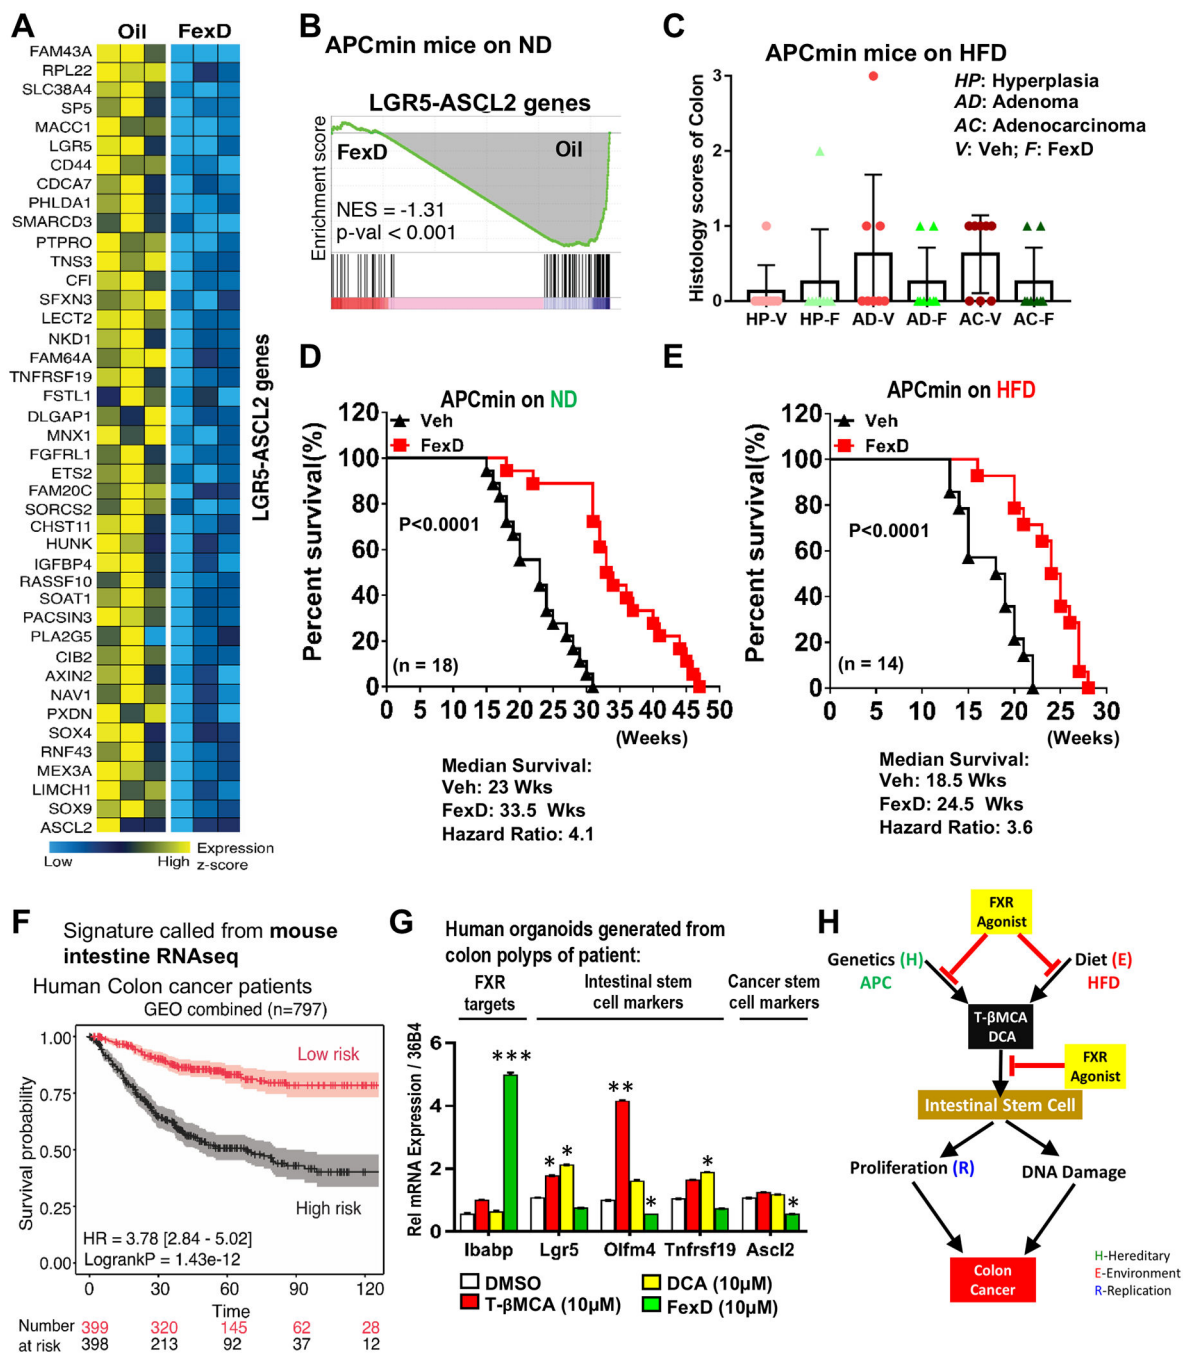 A
Oil FexD
FAM43A
RPL22
SLC38A4
SP5
MACC1
LGR5
CD44
CDCA7
PHLDA1
SMARCD3
PTPRO
TNS3
CFI
SFXN3
LECT2
NKD1
FAM64A
TNFRSF19
FSTL1
DLGAP1
MNX1
FGFRL1
ETS2
FAM20C
SORCS2
CHST11
HUNK
IGFBP4
RASSF10
SOAT1
PACSIN3
PLA2G5
CIB2
AXIN2
NAV1
PXDN
SOX4
RNF43
MEX3A
LIMCH1
SOX9
ASCL2
LGR5-ASCL2 genes
Low High
Expression
z-score
B
APCmin mice on ND
LGR5-ASCL2 genes
Enrichment score
FexD
Oil
NES = -1.31
p-val < 0.001
C
APCmin mice on HFD
HP: Hyperplasia
AD: Adenoma
AC: Adenocarcinoma
V: Veh; F: FexD
Histology scores of Colon
3
2
1
0
HP-V HP-F AD-V AD-F AC-V AC-F
D
APCmin on ND
Veh
FexD
Percent survival(%)
120
100
80
60
40
20
0
P<0.0001
(n = 18)
0 5 10 15 20 25 30 35 40 45 50
(Weeks)
Median Survival:
Veh: 23 Wks
FexD: 33.5 Wks
Hazard Ratio: 4.1
E
APCmin on HFD
Veh
FexD
Percent survival(%)
120
100
80
60
40
20
0
P<0.0001
(n = 14)
0 5 10 15 20 25 30
(Weeks)
Median Survival:
Veh: 18.5 Wks
FexD: 24.5 Wks
Hazard Ratio: 3.6
F
Signature called from mouse
intestine RNAseq
Human Colon cancer patients
GEO combined (n=797)
Survival probability
1.00
0.75
0.50
0.25
0.00
Low risk
High risk
HR = 3.78 [2.84 - 5.02]
LogrankP = 1.43e-12
0 30 60 90 120
Time
Number
at risk
399 320 145 62 28
398 213 92 37 12
G
Human organoids generated from
colon polyps of patient:
FXR
targets
Intestinal stem
cell markers
Cancer stem
cell markers
Rel mRNA Expression / 36B4
6
4
2
0
***
*
*
**
*
*
*
Ibabp Lgr5 Olfm4 Tnfrsf19 Ascl2
DMSO
T-βMCA (10µM)
DCA (10µM)
FexD (10µM)
H
FXR
Agonist
Genetics (H)
APC
Diet (E)
HFD
T-βMCA
DCA
FXR
Agonist
Intestinal Stem Cell
Proliferation (R)
DNA Damage
Colon
Cancer
H-Hereditary
E-Environment
R-Replication